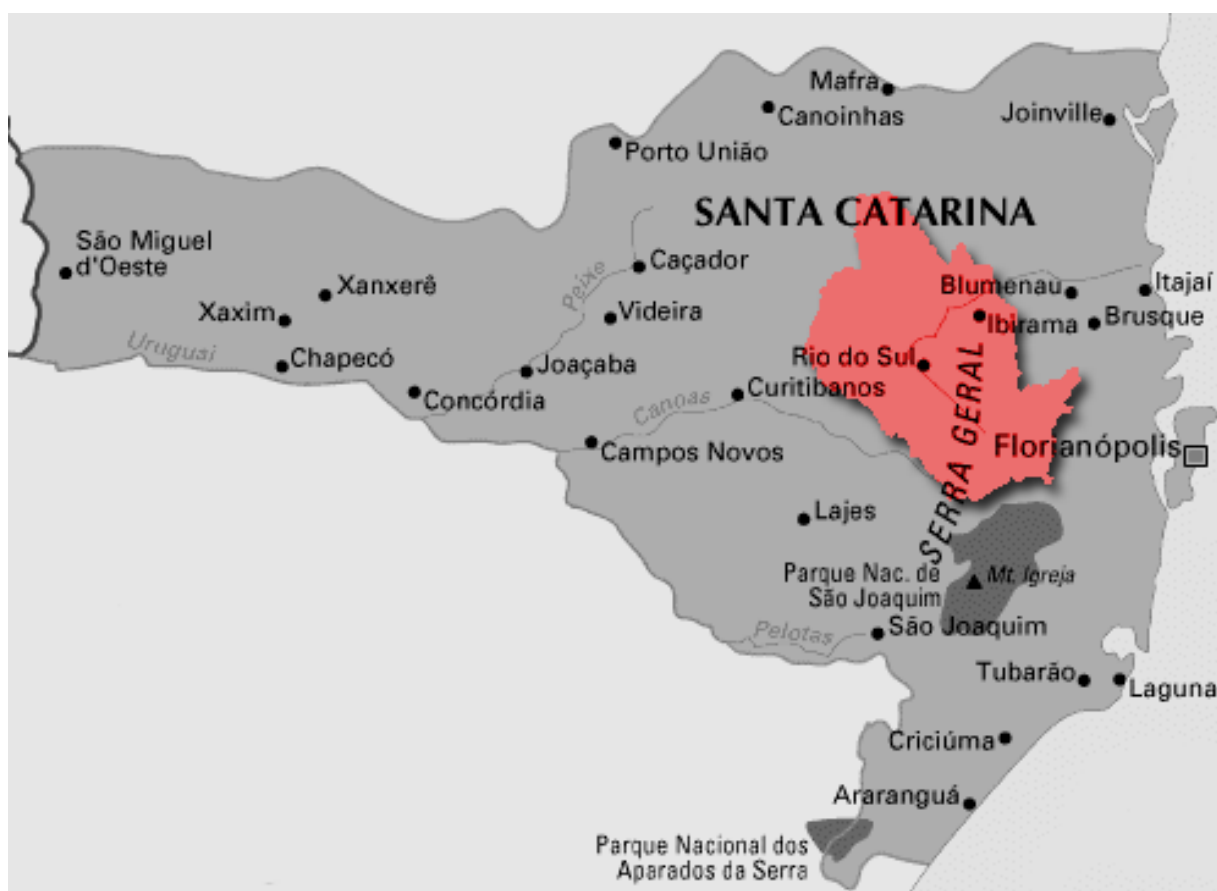 Mafra
Canoinhas
Joinville
Porto União
SANTA CATARINA
São Miguel
d'Oeste
Caçador
Peixe
Xanxerê
Blumenau
Itajaí
Xaxim
Videira
Ibirama
Brusque
Uruguai
Chapecó
Joaçaba
Rio do Sul
Concórdia
Canoas
Curitibanos
SERRA GERAL
Campos Novos
Florianópolis
Lajes
Parque Nac. de
São Joaquim
Mt. Igreja
Pelotas
São Joaquim
Tubarão
Laguna
Criciúma
Araranguá
Parque Nacional dos
Aparados da Serra